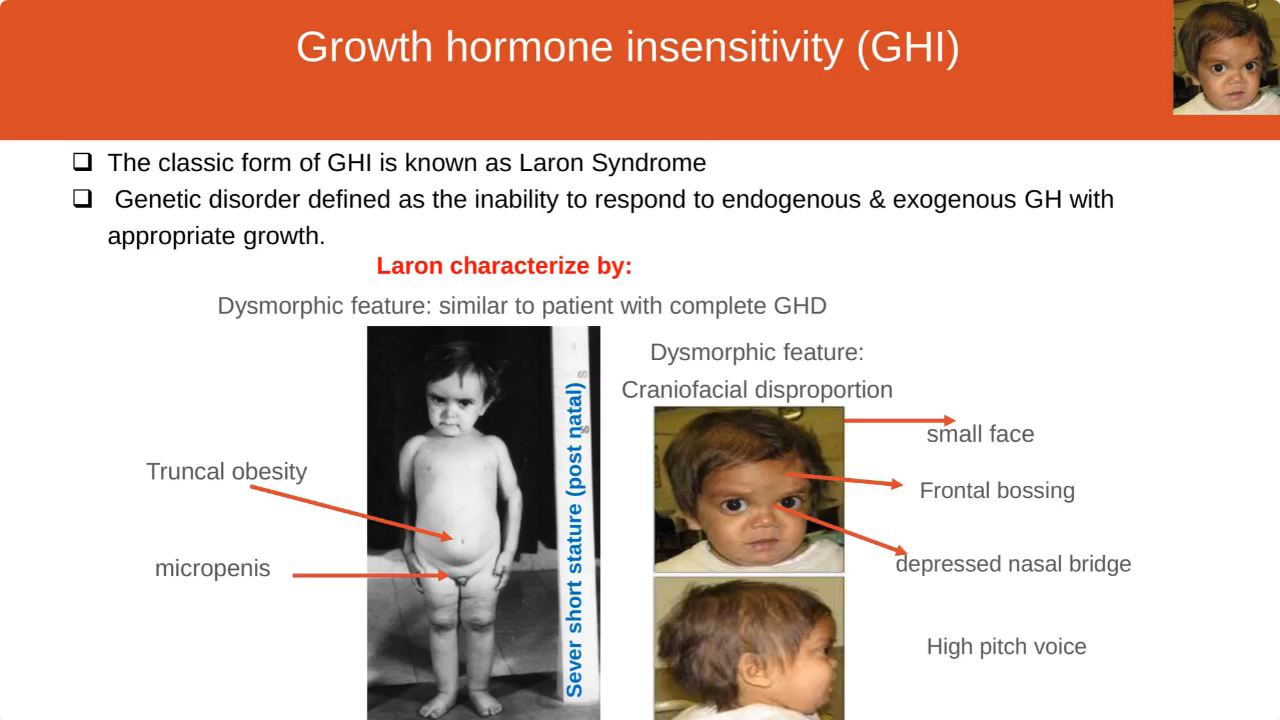 Growth hormone insensitivity (GHI)
❑ The classic form of GHI is known as Laron Syndrome
❑ Genetic disorder defined as the inability to respond to endogenous & exogenous GH with
appropriate growth.
Laron characterize by:
Dysmorphic feature: similar to patient with complete GHD
Dysmorphic feature:
Craniofacial disproportion
small face
Truncal obesity
Frontal bossing
micropenis
depressed nasal bridge
High pitch voice
Sever short stature (post natal)
60